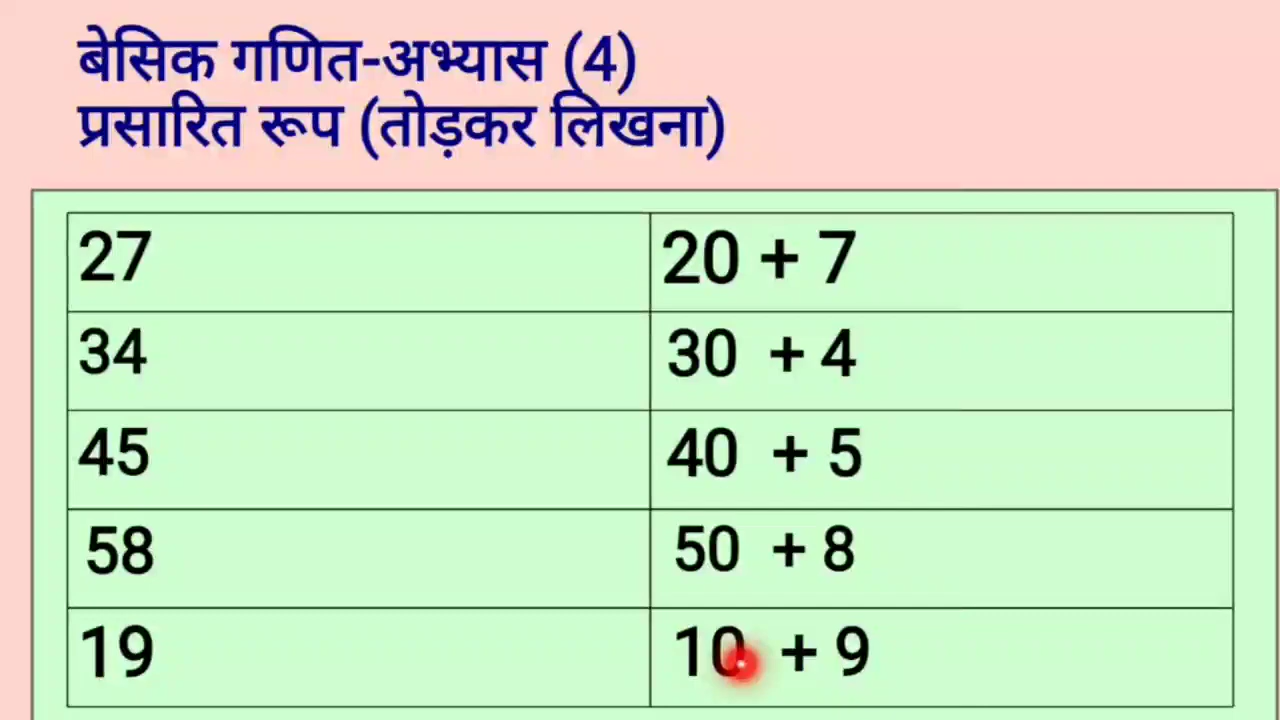 बेसिक गणित-अभ्यास (4)
प्रसारित रूप (तोड़कर लिखना)
27 20 + 7
34 30 + 4
45 40 + 5
58 50 + 8
19 10 + 9